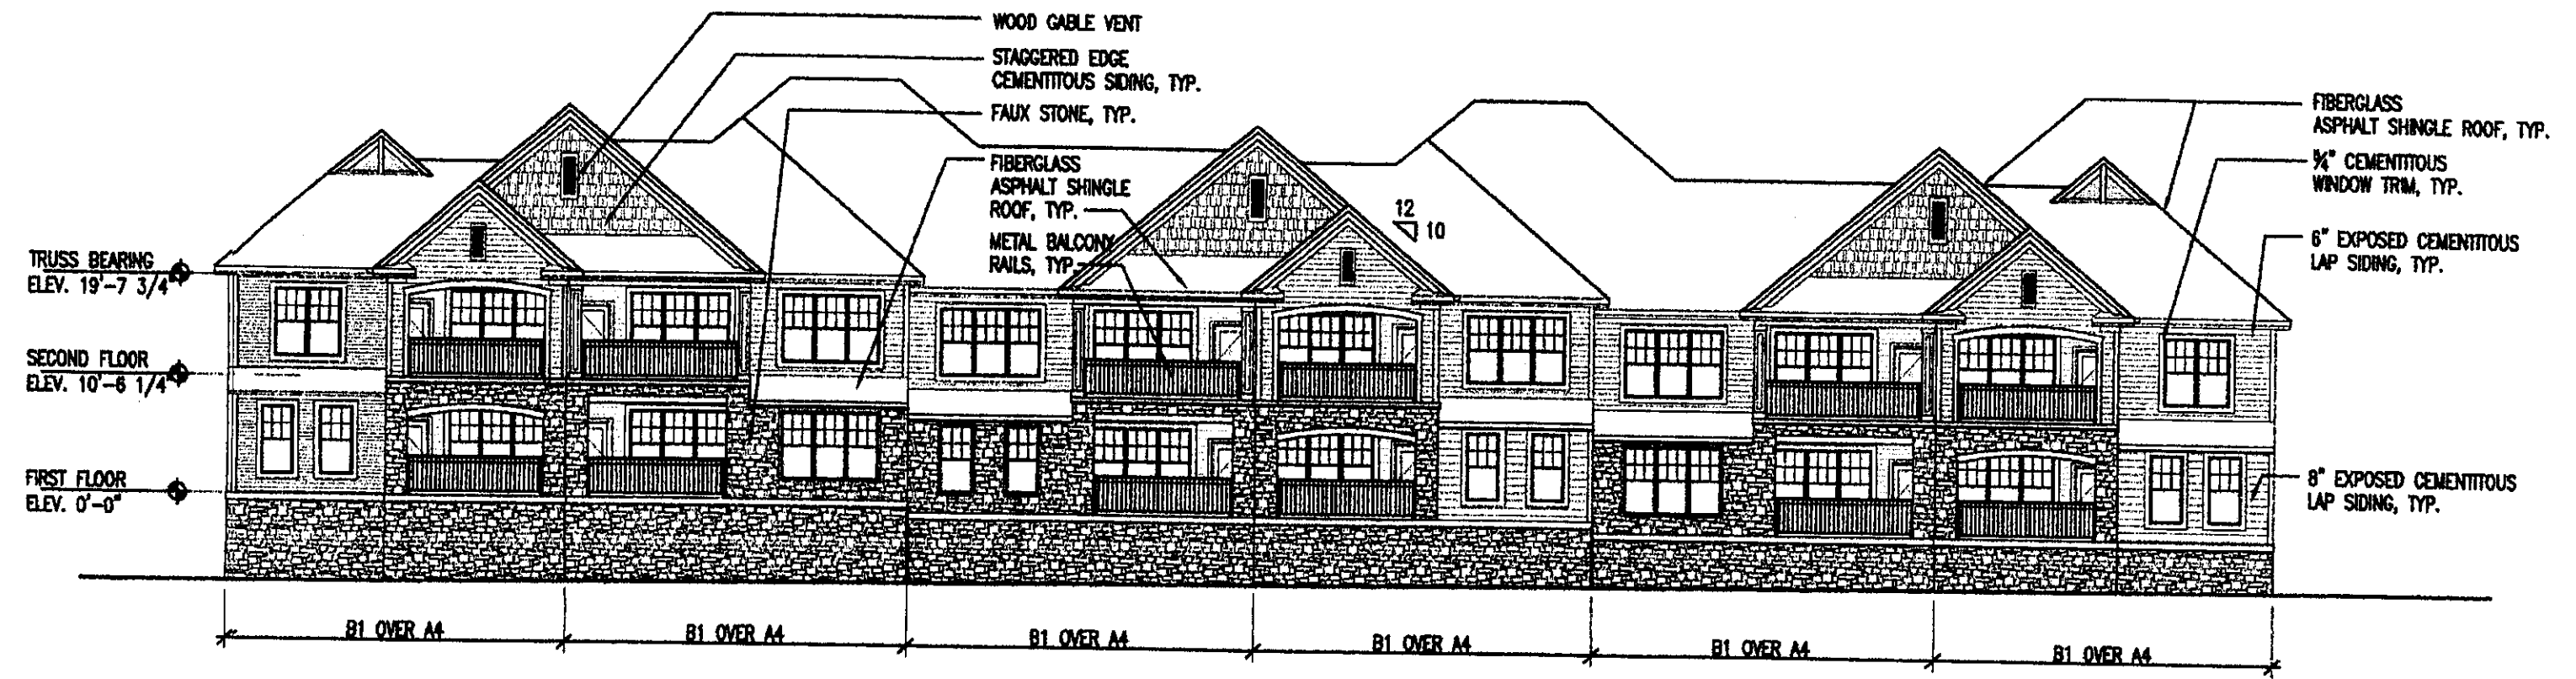 WOOD GABLE VENT
STAGGERED EDGE
CEMENTITOUS SIDING, TYP.
FAUX STONE, TYP.
FIBERGLASS
ASPHALT SHINGLE
ROOF, TYP.
METAL BALCONY
RAILS, TYP.
12
10
FIBERGLASS
ASPHALT SHINGLE ROOF, TYP.
CEMENTITOUS
WINDOW TRIM, TYP.
6" EXPOSED CEMENTITOUS
LAP SIDING, TYP.
8" EXPOSED CEMENTITOUS
LAP SIDING, TYP.
TRUSS BEARING
ELEV. 19'-7 3/4"
SECOND FLOOR
ELEV. 10'-6 1/4"
FIRST FLOOR
ELEV. 0'-0"
B1 OVER A4
B1 OVER A4
B1 OVER A4
B1 OVER A4
B1 OVER A4
B1 OVER A4